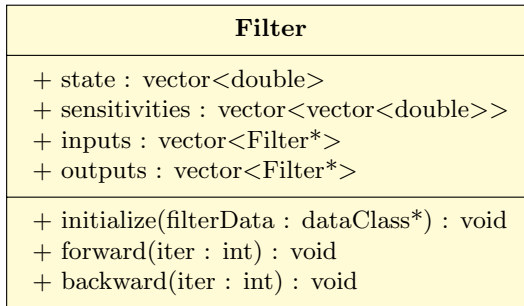 Filter
+ state : vector<double>
+ sensitivities : vector<vector<double>>
+ inputs : vector<Filter*>
+ outputs : vector<Filter*>
+ initialize(filterData : dataClass*) : void
+ forward(iter : int) : void
+ backward(iter : int) : void